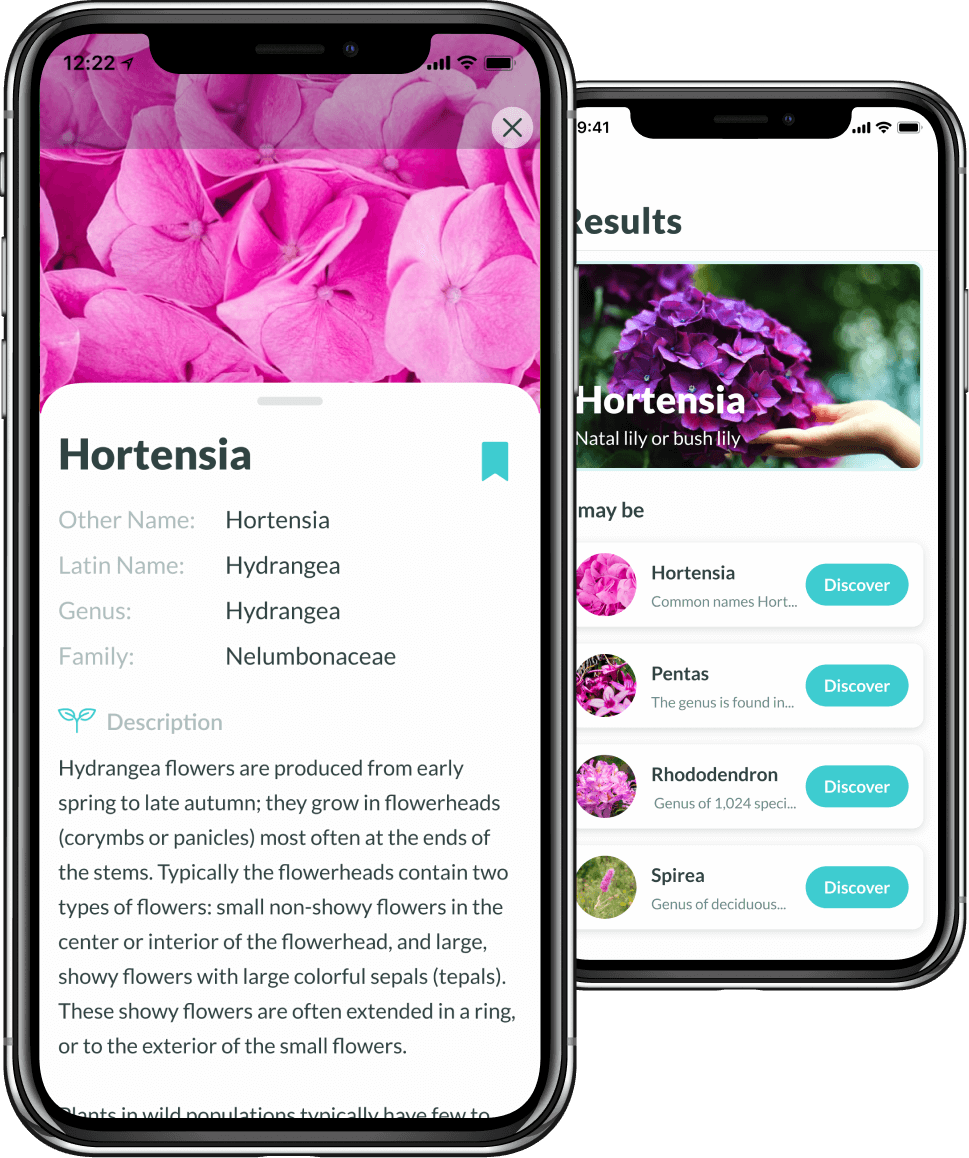 12:22
Hortensia
Other Name: Hortensia
Latin Name: Hydrangea
Genus: Hydrangea
Family: Nelumbonaceae
Description
Hydrangea flowers are produced from early
spring to late autumn; they grow in flowerheads
(corymbs or panicles) most often at the ends of
the stems. Typically the flowerheads contain two
types of flowers: small non-showy flowers in the
center or interior of the flowerhead, and large,
showy flowers with large colorful sepals (tepals).
These showy flowers are often extended in a ring,
or to the exterior of the small flowers.
Plants in wild populations typically have few to
9:41
Results
Hortensia
Natal lily or bush lily
may be
Hortensia
Common names Hort...
Discover
Pentas
The genus is found in...
Discover
Rhododendron
Genus of 1,024 speci...
Discover
Spirea
Genus of deciduous...
Discover